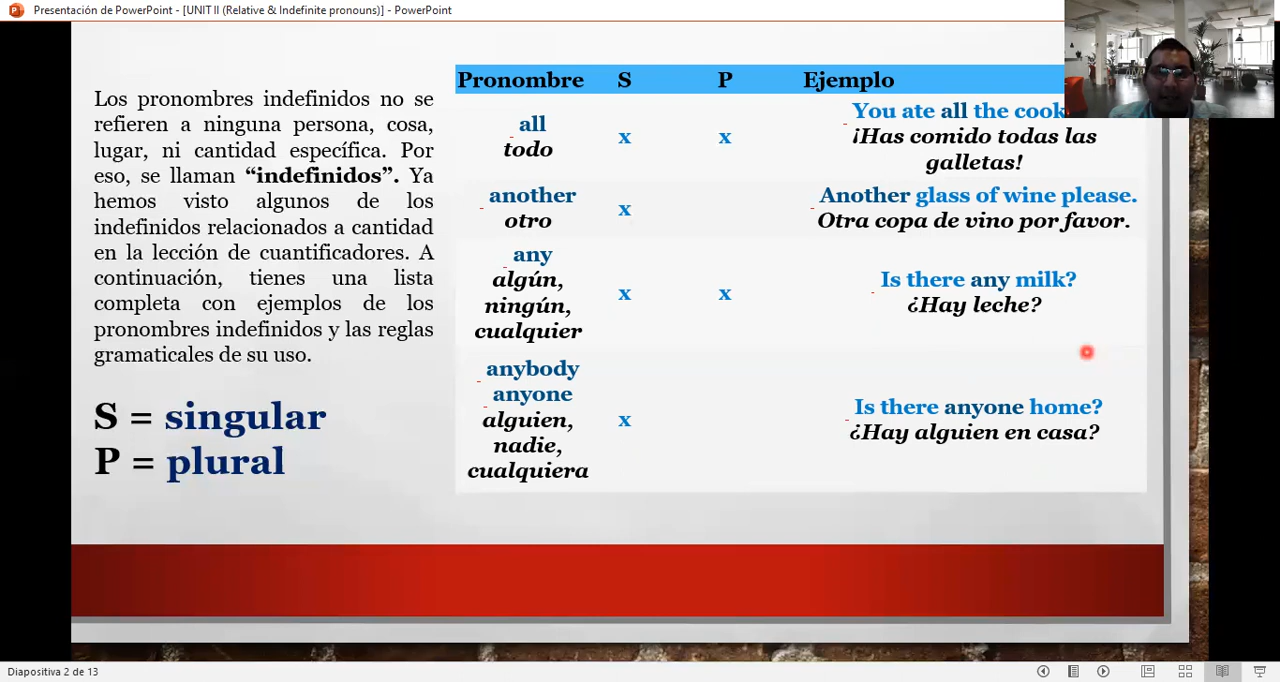 Presentación de PowerPoint - [UNIT II (Relative & Indefinite pronouns)] - PowerPoint
Los pronombres indefinidos no se
refieren a ninguna persona, cosa,
lugar, ni cantidad específica. Por
eso, se llaman “indefinidos”. Ya
hemos visto algunos de los
indefinidos relacionados a cantidad
en la lección de cuantificadores. A
continuación, tienes una lista
completa con ejemplos de los
pronombres indefinidos y las reglas
gramaticales de su uso.
S = singular
P = plural
Pronombre S P Ejemplo
all
todo
x x
You ate all the cook
¡Has comido todas las
galletas!
another
otro
x
Another glass of wine please.
Otra copa de vino por favor.
any
algún,
ningún,
cualquier
x x
Is there any milk?
¿Hay leche?
anybody
anyone
alguien,
nadie,
cualquiera
x
Is there anyone home?
¿Hay alguien en casa?
Diapositiva 2 de 13